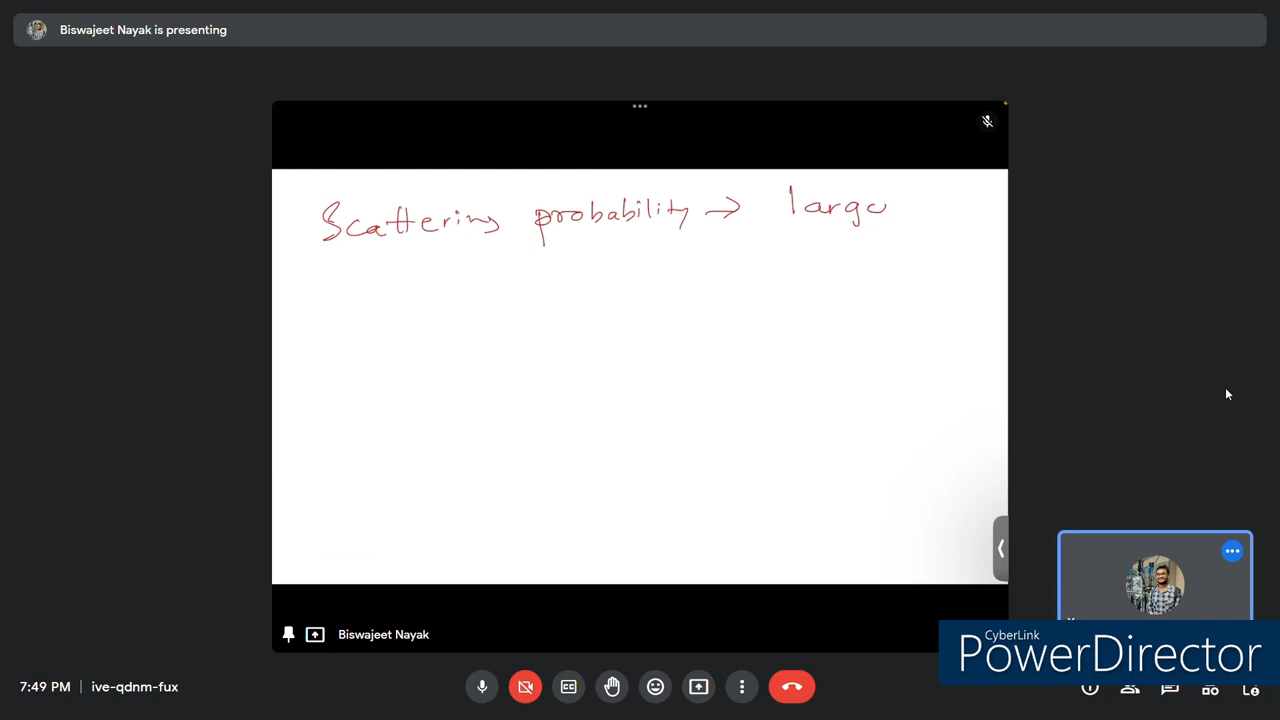 Biswajeet Nayak is presenting
Scattering probability → large
Biswajeet Nayak
7:49 PM | ive-qdnm-fux
CyberLink
PowerDirector